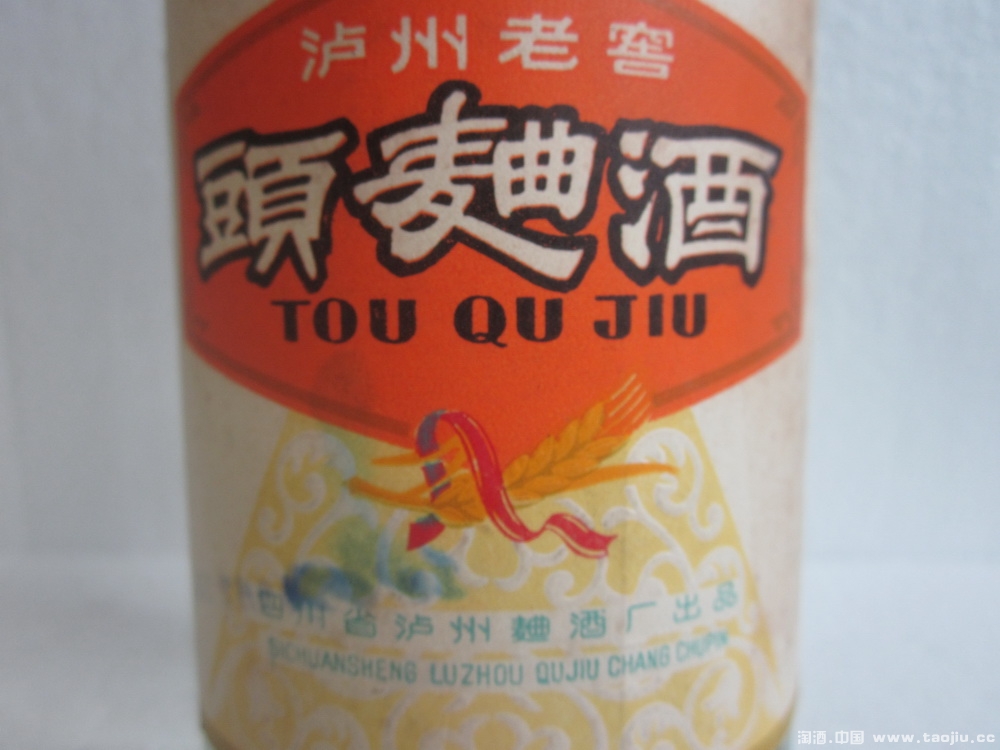 泸州老窖
頭麯酒
TOU QU JIU
四川省泸州麯酒厂出品
SICHUANSHENG LUZHOU QUJIU CHANG CHUPIN
淘酒.中国 www.taojiu.cc